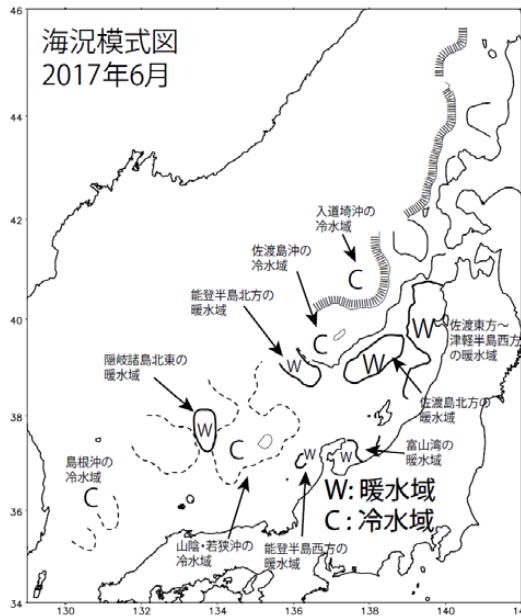 海況模式図
2017年6月
入道埼沖の
冷水域
C
佐渡島沖の
冷水域
C
能登半島北方の
暖水域
W
W
佐渡東方～
津軽半島西方
の暖水域
W
佐渡島北方の
暖水域
隠岐諸島北東の
暖水域
W
C
富山湾の
暖水域
W
W
島根沖の
冷水域
C
山陰・若狭沖の
冷水域
能登半島西方の
暖水域
W: 暖水域
C : 冷水域
46
44
42
40
38
36
34
130
132
134
136
138
140